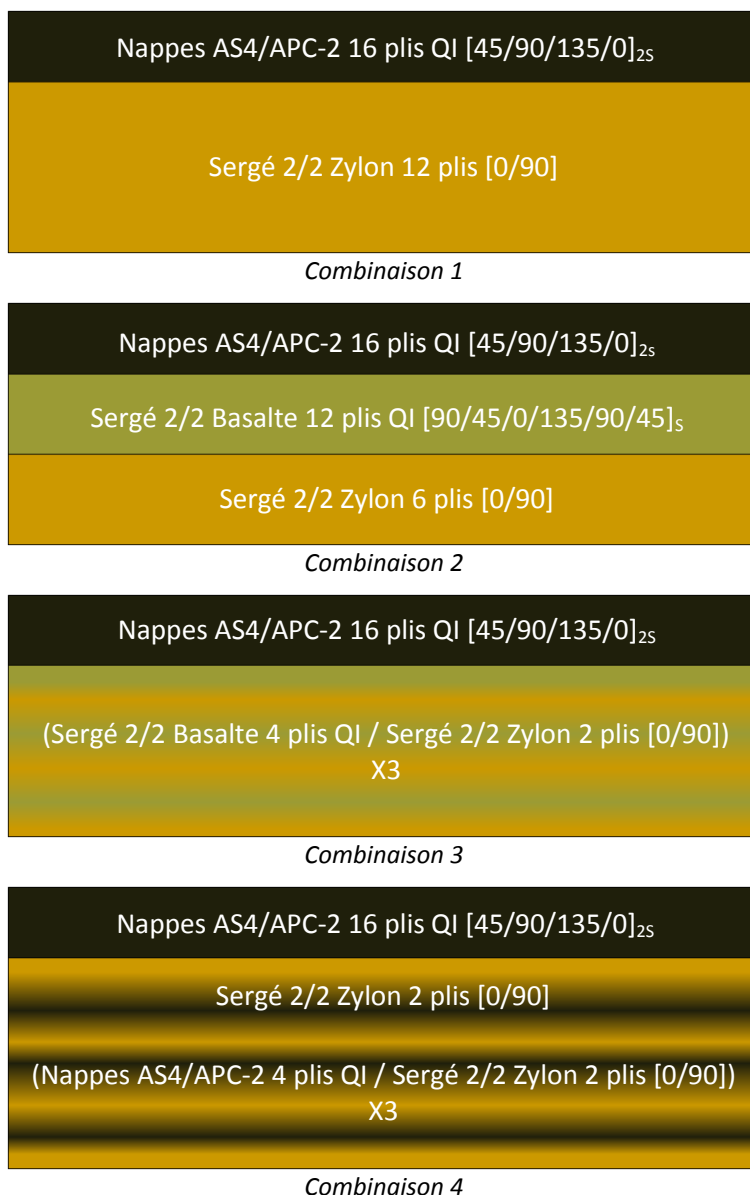 Nappes AS4/APC-2 16 plis QI [45/90/135/0]2S
Sergé 2/2 Zylon 12 plis [0/90]
Combinaison 1
Nappes AS4/APC-2 16 plis QI [45/90/135/0]2s
Sergé 2/2 Basalte 12 plis QI [90/45/0/135/90/45]S
Sergé 2/2 Zylon 6 plis [0/90]
Combinaison 2
Nappes AS4/APC-2 16 plis QI [45/90/135/0]2S
(Sergé 2/2 Basalte 4 plis QI / Sergé 2/2 Zylon 2 plis [0/90])
X3
Combinaison 3
Nappes AS4/APC-2 16 plis QI [45/90/135/0]2S
Sergé 2/2 Zylon 2 plis [0/90]
(Nappes AS4/APC-2 4 plis QI / Sergé 2/2 Zylon 2 plis [0/90])
X3
Combinaison 4